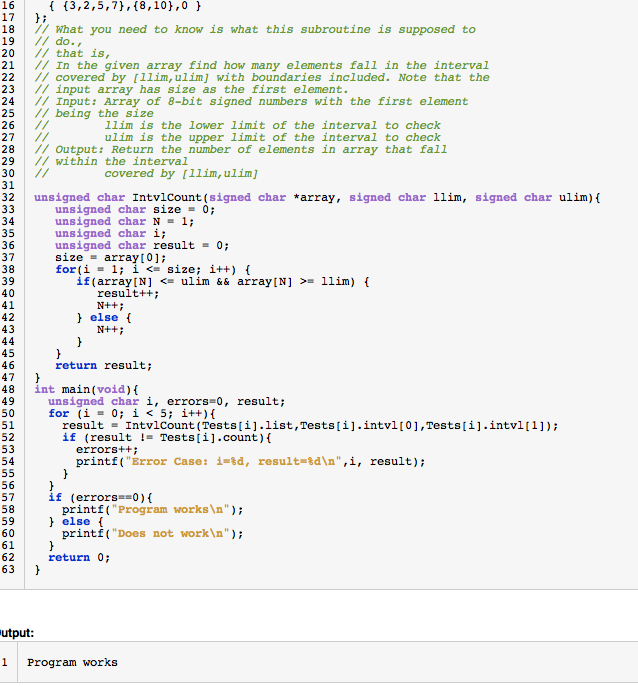 16     { {3,2,5,7},{8,10},0 }
17   };
18   // What you need to know is what this subroutine is supposed to
19   // do.,
20   // that is,
21   // In the given array find how many elements fall in the interval
22   // covered by [llim,ulim] with boundaries included. Note that the
23   // input array has size as the first element.
24   // Input: Array of 8-bit signed numbers with the first element
25   // being the size
26   //        llim is the lower limit of the interval to check
27   //        ulim is the upper limit of the interval to check
28   // Output: Return the number of elements in array that fall
29   // within the interval
30   //        covered by [llim,ulim]
31
32   unsigned char IntvlCount(signed char *array, signed char llim, signed char ulim){
33      unsigned char size = 0;
34      unsigned char N = 1;
35      unsigned char i;
36      unsigned char result = 0;
37      size = array[0];
38      for(i = 1; i <= size; i++) {
39         if(array[N] <= ulim && array[N] >= llim) {
40            result++;
41            N++;
42         } else {
43            N++;
44         }
45      }
46      return result;
47   }
48   int main(void){
49     unsigned char i, errors=0, result;
50     for (i = 0; i < 5; i++){
51       result = IntvlCount(Tests[i].list,Tests[i].intvl[0],Tests[i].intvl[1]);
52       if (result != Tests[i].count){
53         errors++;
54         printf("Error Case: i=%d, result=%d\n",i, result);
55       }
56     }
57     if (errors==0){
58       printf("Program works\n");
59     } else {
60       printf("Does not work\n");
61     }
62     return 0;
63   }
utput:
1   Program works